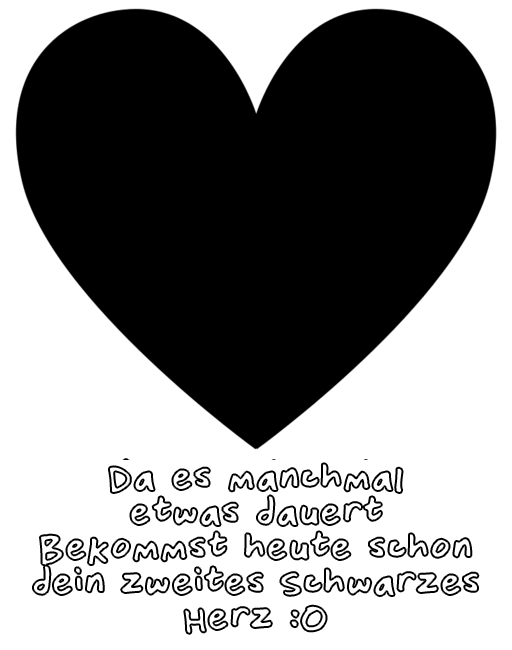 Da es manchmal
etwas dauert
Bekommst heute schon
dein zweites Schwarzes
Herz :O